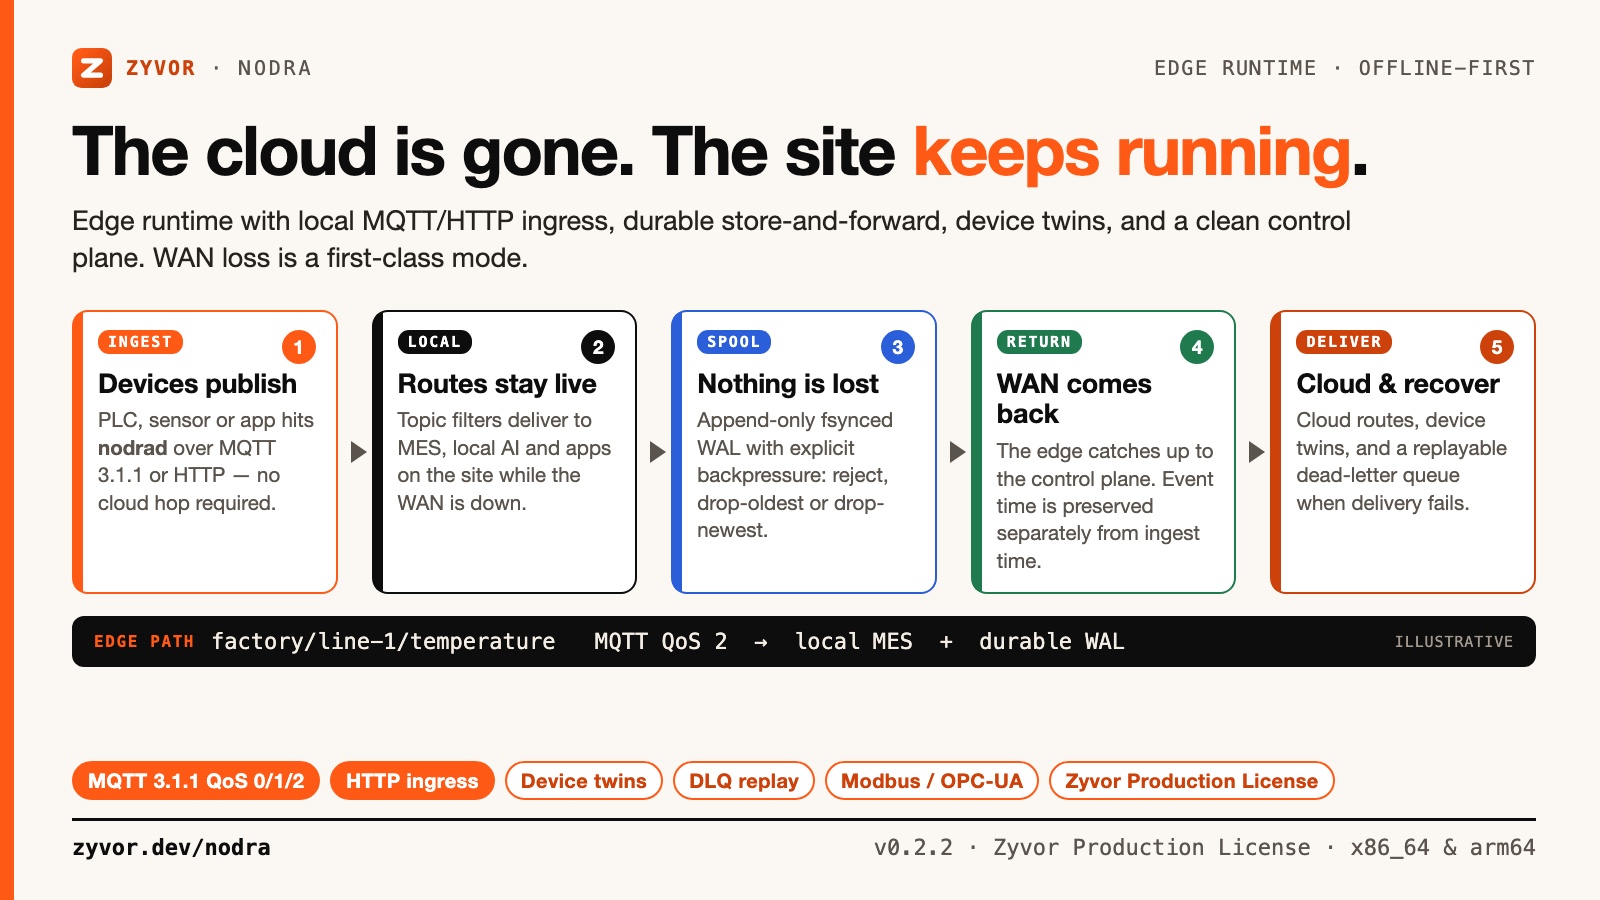 Z ZYVOR · NODRA
EDGE RUNTIME · OFFLINE-FIRST
The cloud is gone. The site keeps running.
Edge runtime with local MQTT/HTTP ingress, durable store-and-forward, device twins, and a clean control
plane. WAN loss is a first-class mode.
INGEST
1
Devices publish
PLC, sensor or app hits
nodrad over MQTT
3.1.1 or HTTP — no
cloud hop required.
LOCAL
2
Routes stay live
Topic filters deliver to
MES, local AI and apps
on the site while the
WAN is down.
SPOOL
3
Nothing is lost
Append-only fsynced
WAL with explicit
backpressure: reject,
drop-oldest or drop-
newest.
RETURN
4
WAN comes
back
The edge catches up to
the control plane. Event
time is preserved
separately from ingest
time.
DELIVER
5
Cloud & recover
Cloud routes, device
twins, and a replayable
dead-letter queue
when delivery fails.
EDGE PATH factory/line-1/temperature MQTT QoS 2 → local MES + durable WAL
ILLUSTRATIVE
MQTT 3.1.1 QoS 0/1/2
HTTP ingress
Device twins
DLQ replay
Modbus / OPC-UA
Zyvor Production License
zyvor.dev/nodra
v0.2.2 · Zyvor Production License · x86_64 & arm64